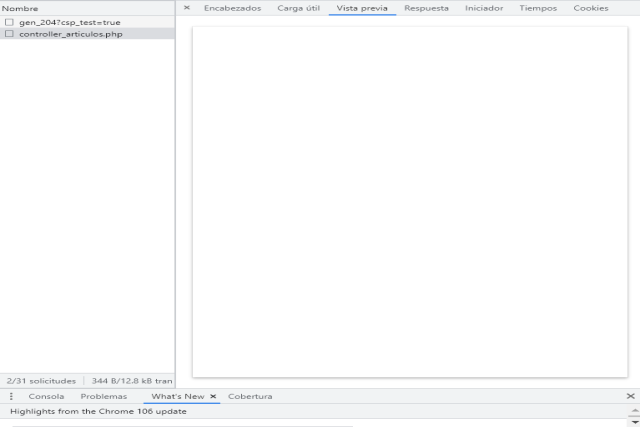 Nombre
gen_204?csp_test=true
controller_articulos.php
2/31 solicitudes 344 B/12.8 kB tran
× Encabezados Carga útil Vista previa Respuesta Iniciador Tiempos Cookies
Consola Problemas What's New × Cobertura ×
Highlights from the Chrome 106 update